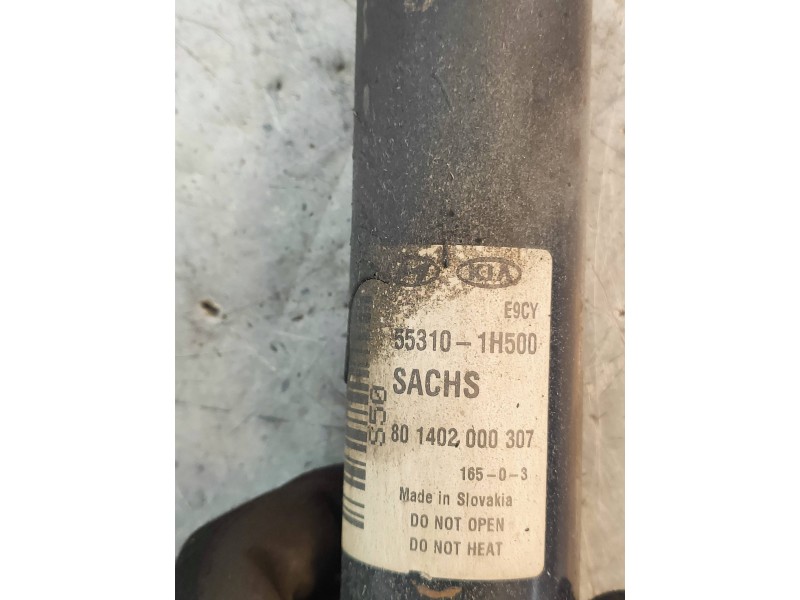 KIA
E9CY
55310-1H500
SACHS
80 1402 000 307
165-0-3
Made in Slovakia
DO NOT OPEN
DO NOT HEAT
S50